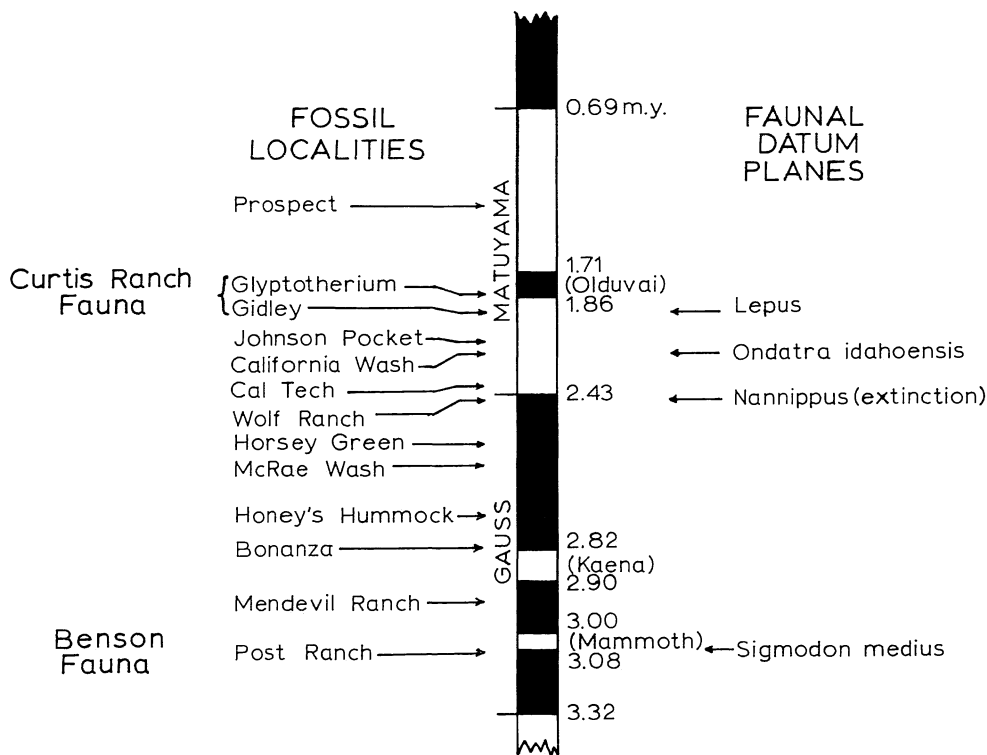 0.69 m.y.
FOSSIL
LOCALITIES
FAUNAL
DATUM
PLANES
Prospect
MATUYAMA
Curtis Ranch
Fauna
Glyptotherium
Gidley
1.71
(Olduvai)
1.86
Lepus
Johnson Pocket
California Wash
Ondatra idahoensis
Cal Tech
Wolf Ranch
2.43
Nannippus (extinction)
Horsey Green
McRae Wash
GAUSS
Honey's Hummock
Bonanza
2.82
(Kaena)
2.90
Mendevil Ranch
3.00
(Mammoth)
3.08
Benson
Fauna
Post Ranch
Sigmodon medius
3.32